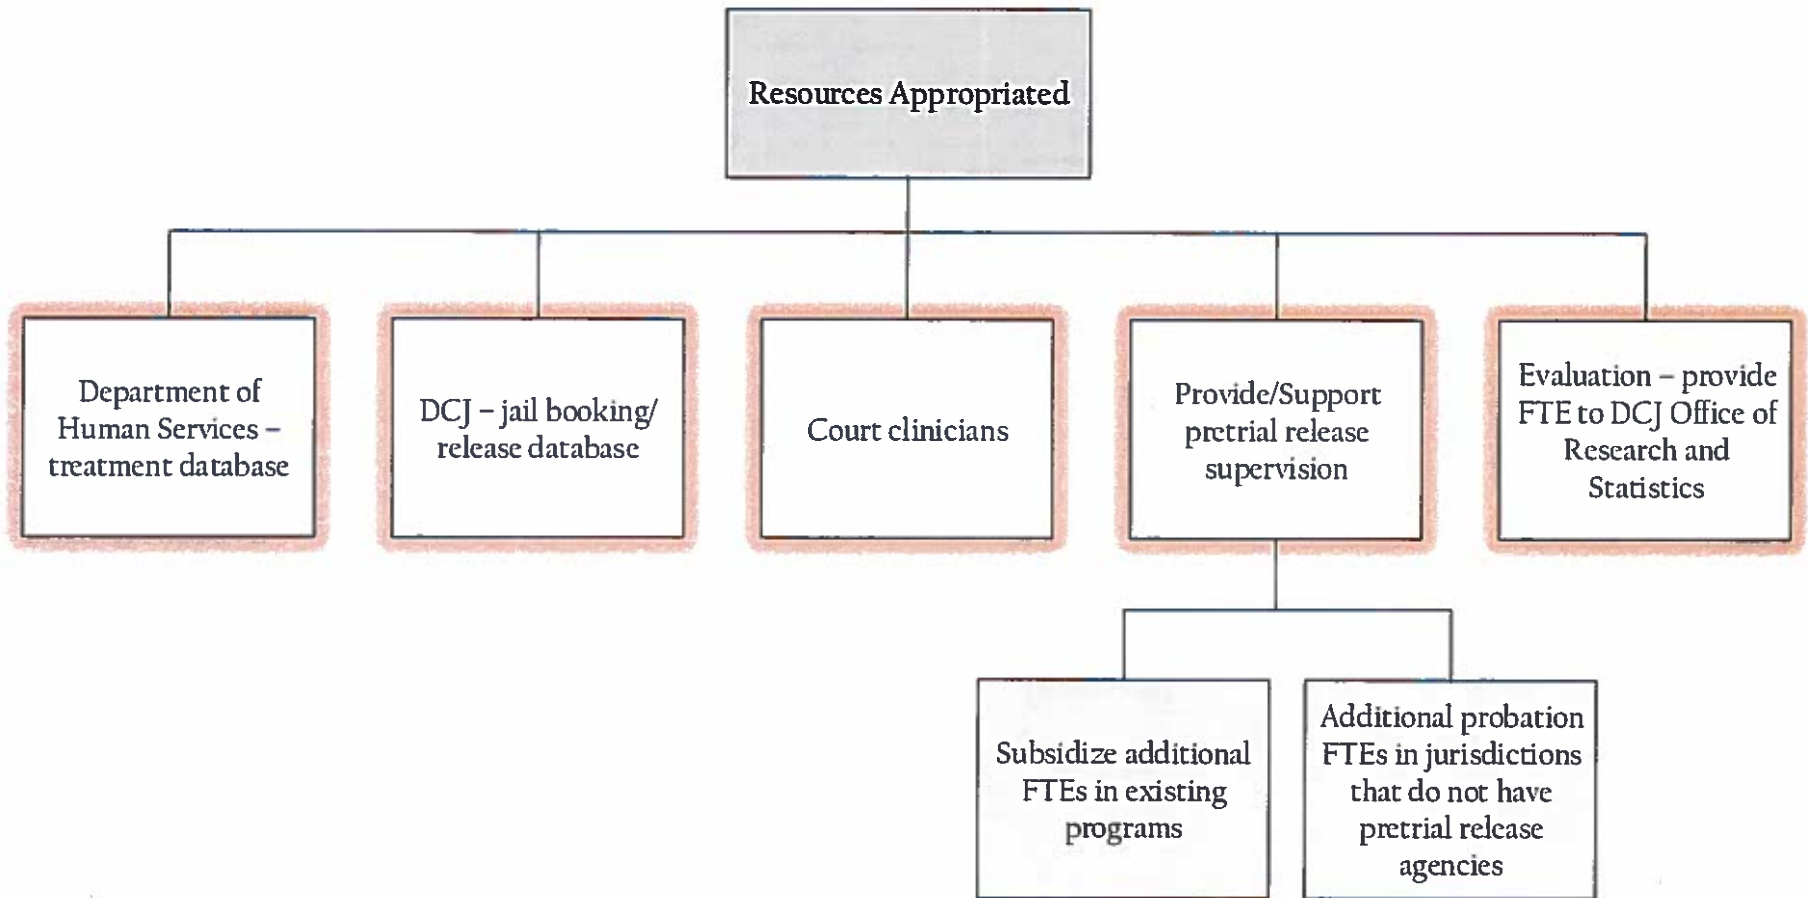 Resources Appropriated
Department of
Human Services –
treatment database
DCJ – jail booking/
release database
Court clinicians
Provide/Support
pretrial release
supervision
Evaluation – provide
FTE to DCJ Office of
Research and
Statistics
Subsidize additional
FTEs in existing
programs
Additional probation
FTEs in jurisdictions
that do not have
pretrial release
agencies